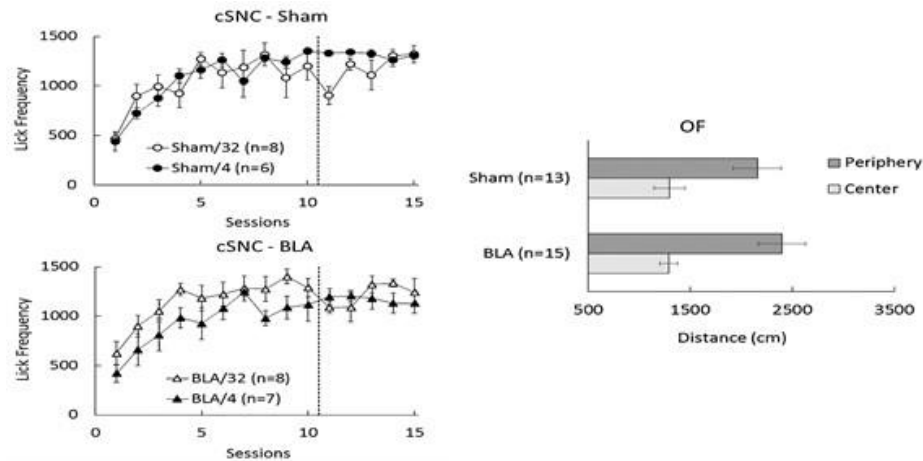 cSNC - Sham
1500
1000
500
0
Lick Frequency
Sham/32 (n=8)
Sham/4 (n=6)
0 5 10 15
Sessions
cSNC - BLA
1500
1000
500
0
Lick Frequency
BLA/32 (n=8)
BLA/4 (n=7)
0 5 10 15
Sessions
OF
Sham (n=13)
BLA (n=15)
Periphery
Center
500 1500 2500 3500
Distance (cm)